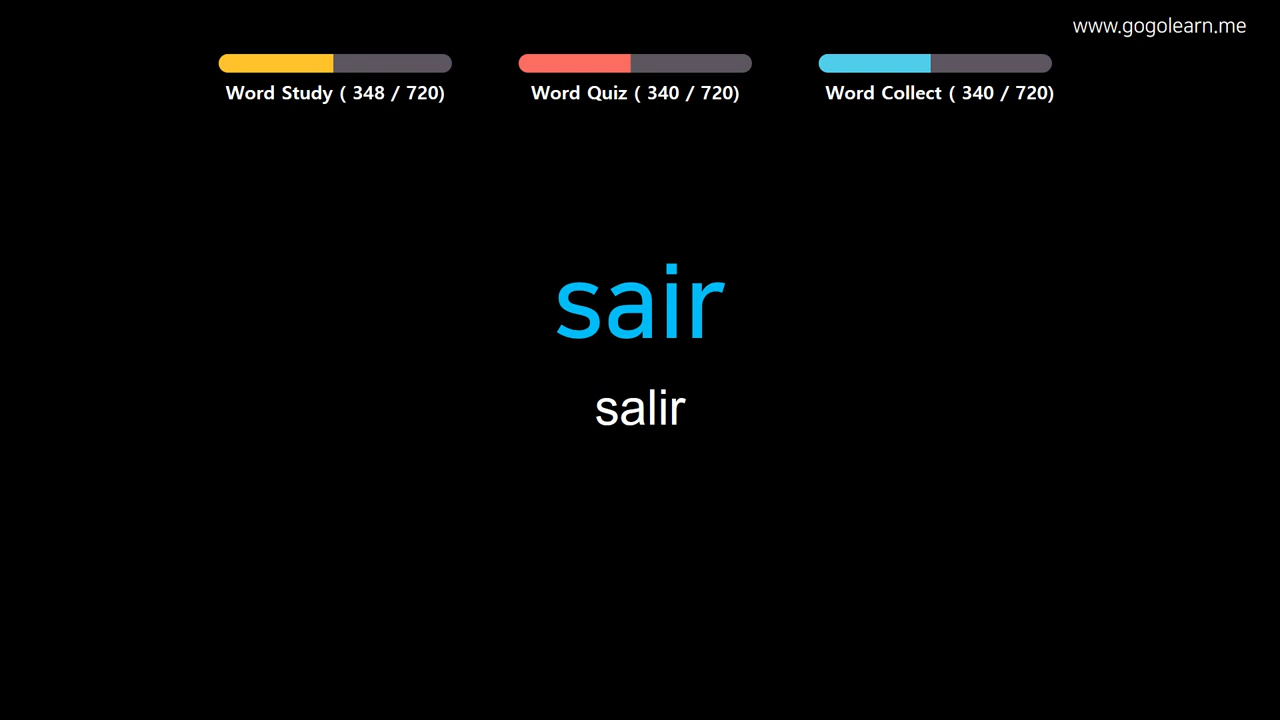 www.gogolearn.me
Word Study ( 348 / 720)
Word Quiz ( 340 / 720)
Word Collect ( 340 / 720)
sair
salir